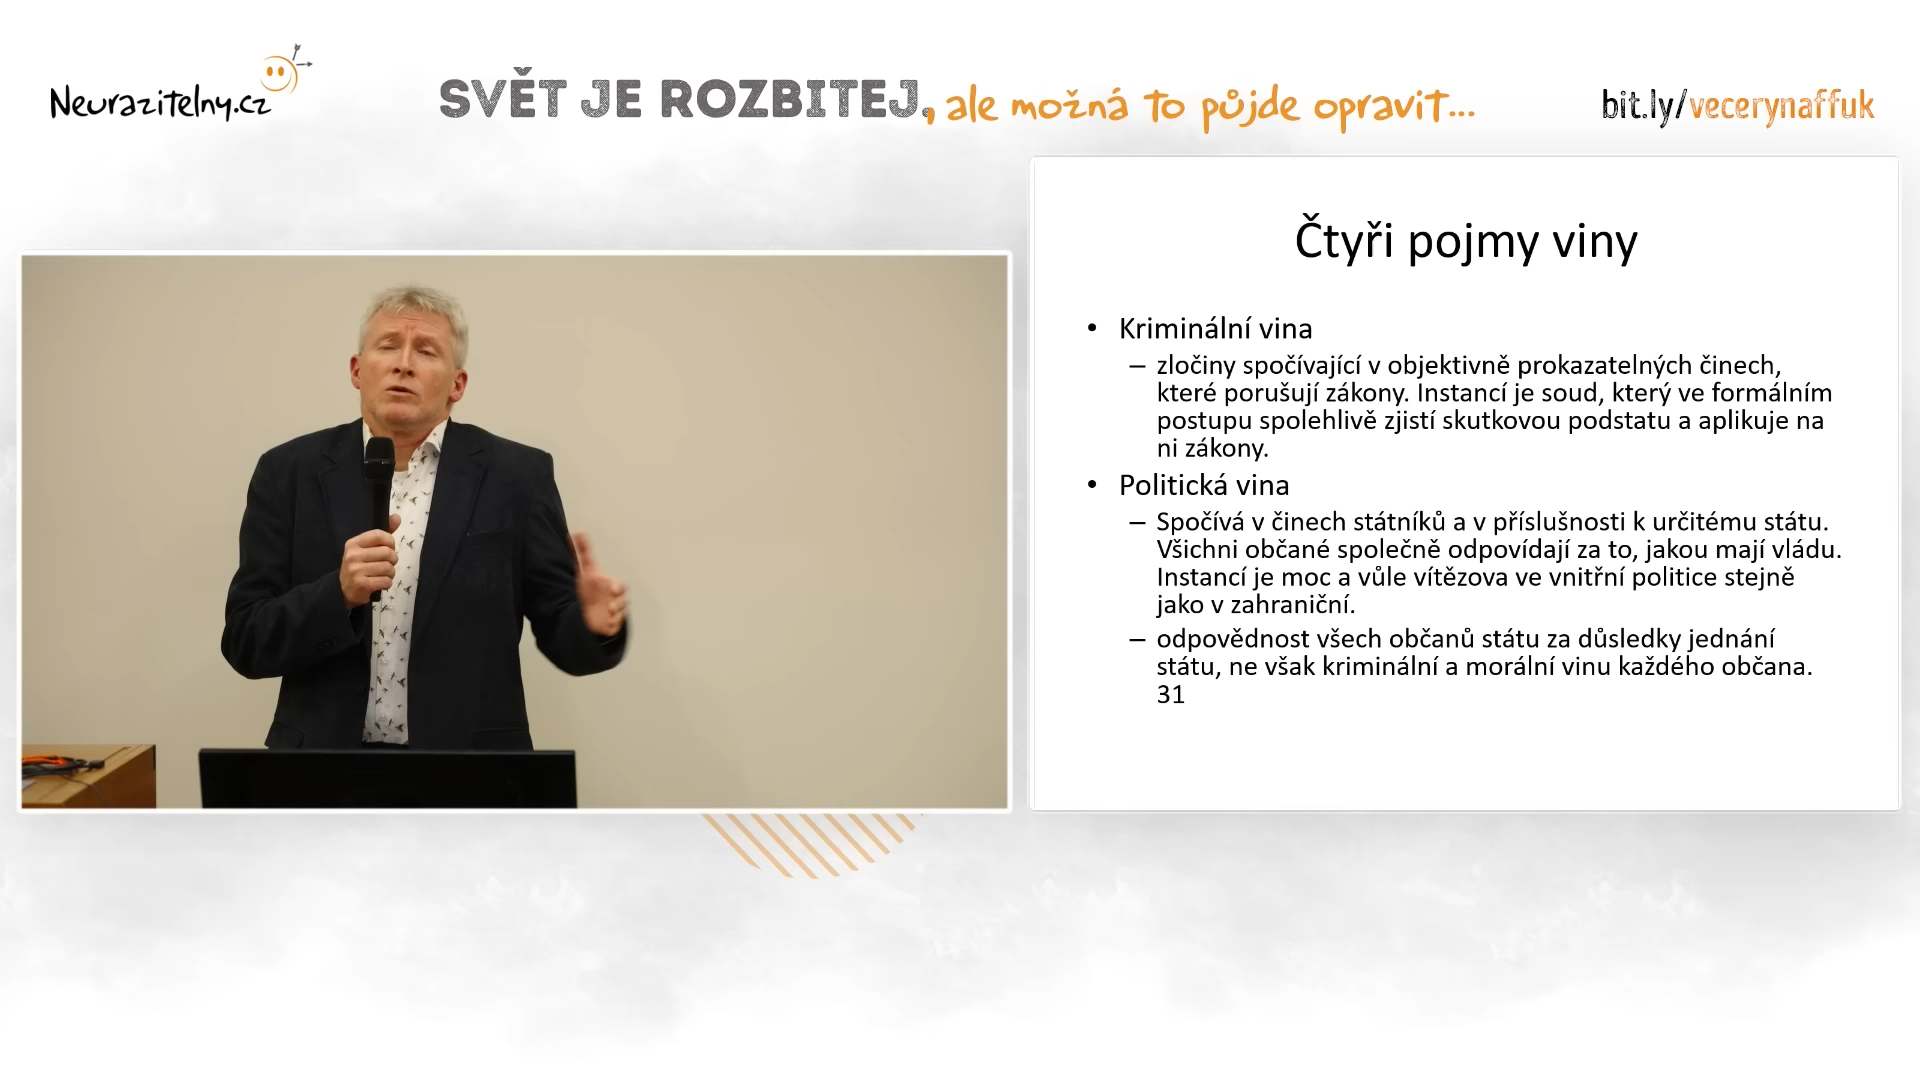 Neurazitelny.cz
SVĚT JE ROZBITEJ, ale možná to půjde opravit...
bit.ly/vecerynaffuk
Čtyři pojmy viny
• Kriminální vina
– zločiny spočívající v objektivně prokazatelných činech,
které porušují zákony. Instancí je soud, který ve formálním
postupu spolehlivě zjistí skutkovou podstatu a aplikuje na
ni zákony.
• Politická vina
– Spočívá v činech státníků a v příslušnosti k určitému státu.
Všichni občané společně odpovídají za to, jakou mají vládu.
Instancí je moc a vůle vítězova ve vnitřní politice stejně
jako v zahraniční.
– odpovědnost všech občanů státu za důsledky jednání
státu, ne však kriminální a morální vinu každého občana.
31